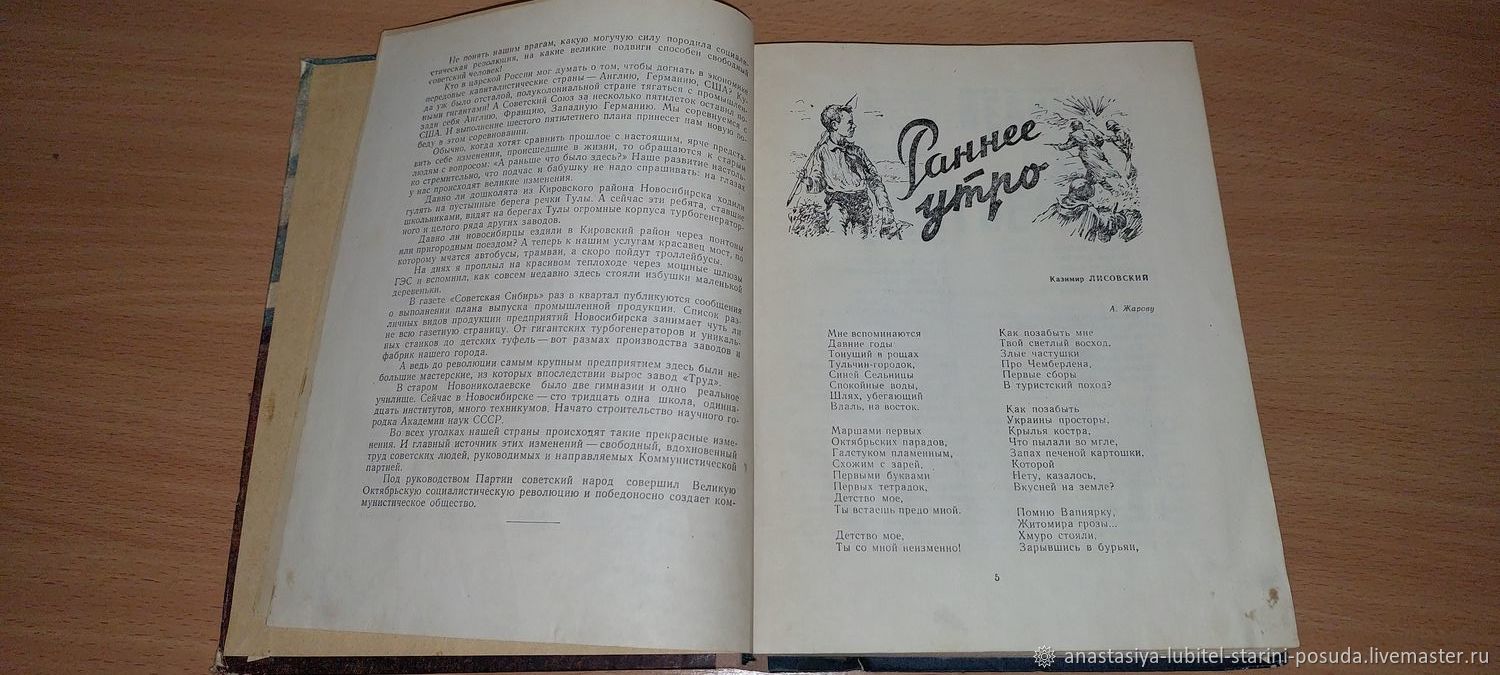 Не понять нашим врагам, какую могучую силу породила социали-
стическая революция, на какие великие подвиги способен свободный
советский человек!
Кто в царской России мог думать о том, чтобы догнать в экономике
передовые капиталистические страны — Англию, Германию, США? Ку-
да уж было отсталой, полуколониальной стране тягаться с промышлен-
ными гигантами! А Советский Союз за несколько пятилеток оставил по-
зади себя Англию, Францию, Западную Германию. Мы соревнуемся с
США. И выполнение шестого пятилетнего плана принесет нам новую по-
беду в этом соревновании.
Обычно, когда хотят сравнить прошлое с настоящим, ярче предста-
вить себе изменения, происшедшие в жизни, то обращаются к старым
людям с вопросом: «А раньше что было здесь?» Наше развитие настоль-
ко стремительно, что подчас и бабушку не надо спрашивать: на глазах
у нас происходят великие изменения.
Давно ли дошколята из Кировского района Новосибирска ходили
гулять на пустынные берега речки Тулы. А сейчас эти ребята, ставшие
школьниками, видят на берегах Тулы огромные корпуса турбогенератор-
ного и целого ряда других заводов.
Давно ли новосибирцы ездили в Кировский район через понтоны
или пригородным поездом? А теперь к нашим услугам красавец мост, по
которому мчатся автобусы, трамваи, а скоро пойдут троллейбусы.
На днях я проплыл на красивом теплоходе через мощные шлюзы
ГЭС и вспомнил, как совсем недавно здесь стояли избушки маленькой
деревеньки.
В газете «Советская Сибирь» раз в квартал публикуются сообщения
о выполнении плана выпуска промышленной продукции. Список раз-
личных видов продукции предприятий Новосибирска занимает чуть ли
не всю газетную страницу. От гигантских турбогенераторов и уникаль-
ных станков до детских туфель — вот размах производства заводов и
фабрик нашего города.
А ведь до революции самым крупным предприятием здесь были не-
большие мастерские, из которых впоследствии вырос завод «Труд».
В старом Новониколаевске было две гимназии и одно реальное
училище. Сейчас в Новосибирске — сто тридцать одна школа, одинна-
дцать институтов, много техникумов. Начато строительство научного го-
родка Академии наук СССР.
Во всех уголках нашей страны происходят такие прекрасные изме-
нения. И главный источник этих изменений — свободный, вдохновенный
труд советских людей, руководимых и направляемых Коммунистической
партией.
Под руководством Партии советский народ совершил Великую
Октябрьскую социалистическую революцию и победоносно создает ком-
мунистическое общество.
Раннее
утро
Казимир ЛИСОВСКИЙ
А. Жарову
Мне вспоминаются
Давние годы
Тонущий в рощах
Тульчин-городок,
Синей Сельницы
Спокойные воды,
Шлях, убегающий
Вдаль, на восток.
Маршами первых
Октябрьских парадов,
Галстуком пламенным,
Схожим с зарей,
Первыми буквами
Первых тетрадок,
Детство мое,
Ты встаешь предо мной.
Детство мое,
Ты со мной неизменно!
Как позабыть мне
Твой светлый восход,
Злые частушки
Про Чемберлена,
Первые сборы
В туристский поход?
Как позабыть
Украины просторы,
Крылья костра,
Что пылали во мгле,
Запах печеной картошки,
Которой
Нету, казалось,
Вкусней на земле?
Помню Вапнярку,
Житомира грозы...
Хмуро стояли,
Зарывшись в бурьян,
5
anastasiya-lubitel-starini-posuda.livemaster.ru